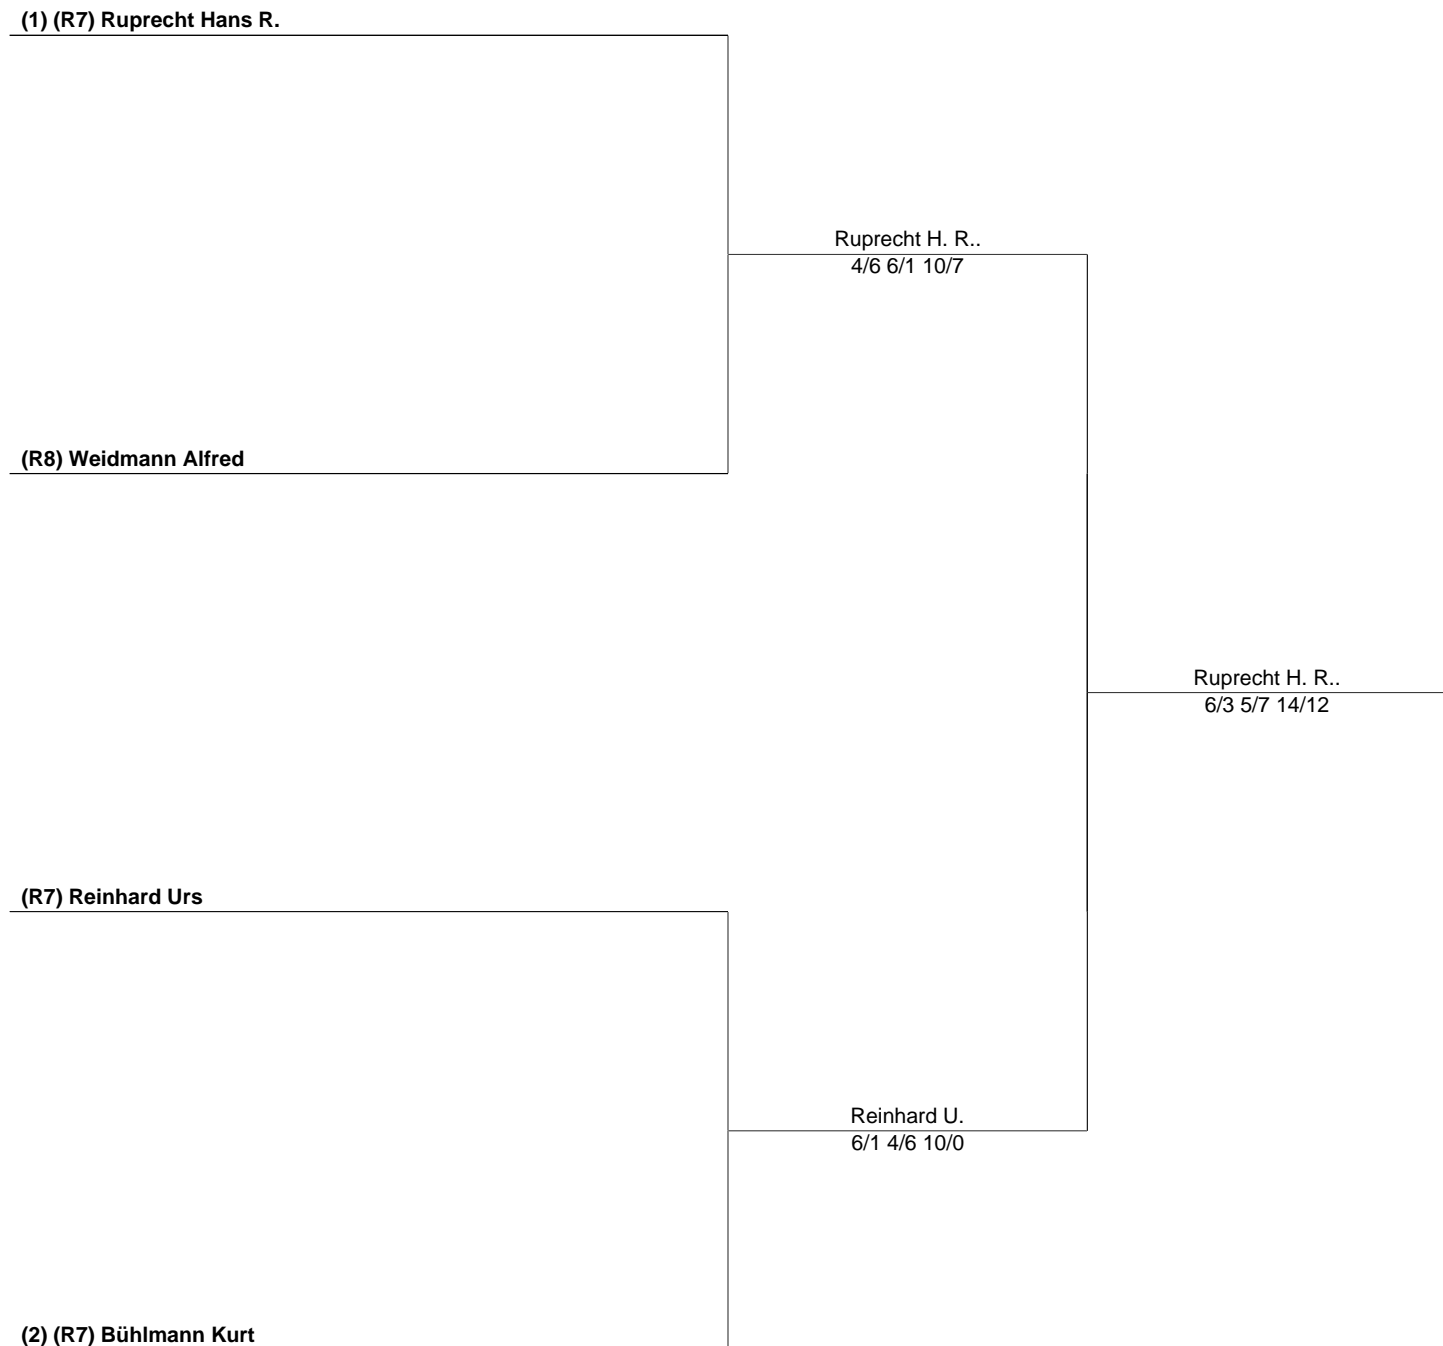 (1) (R7) Ruprecht Hans R.
Ruprecht H. R..
4/6 6/1 10/7
(R8) Weidmann Alfred
Ruprecht H. R..
6/3 5/7 14/12
(R7) Reinhard Urs
Reinhard U.
6/1 4/6 10/0
(2) (R7) Bühlmann Kurt